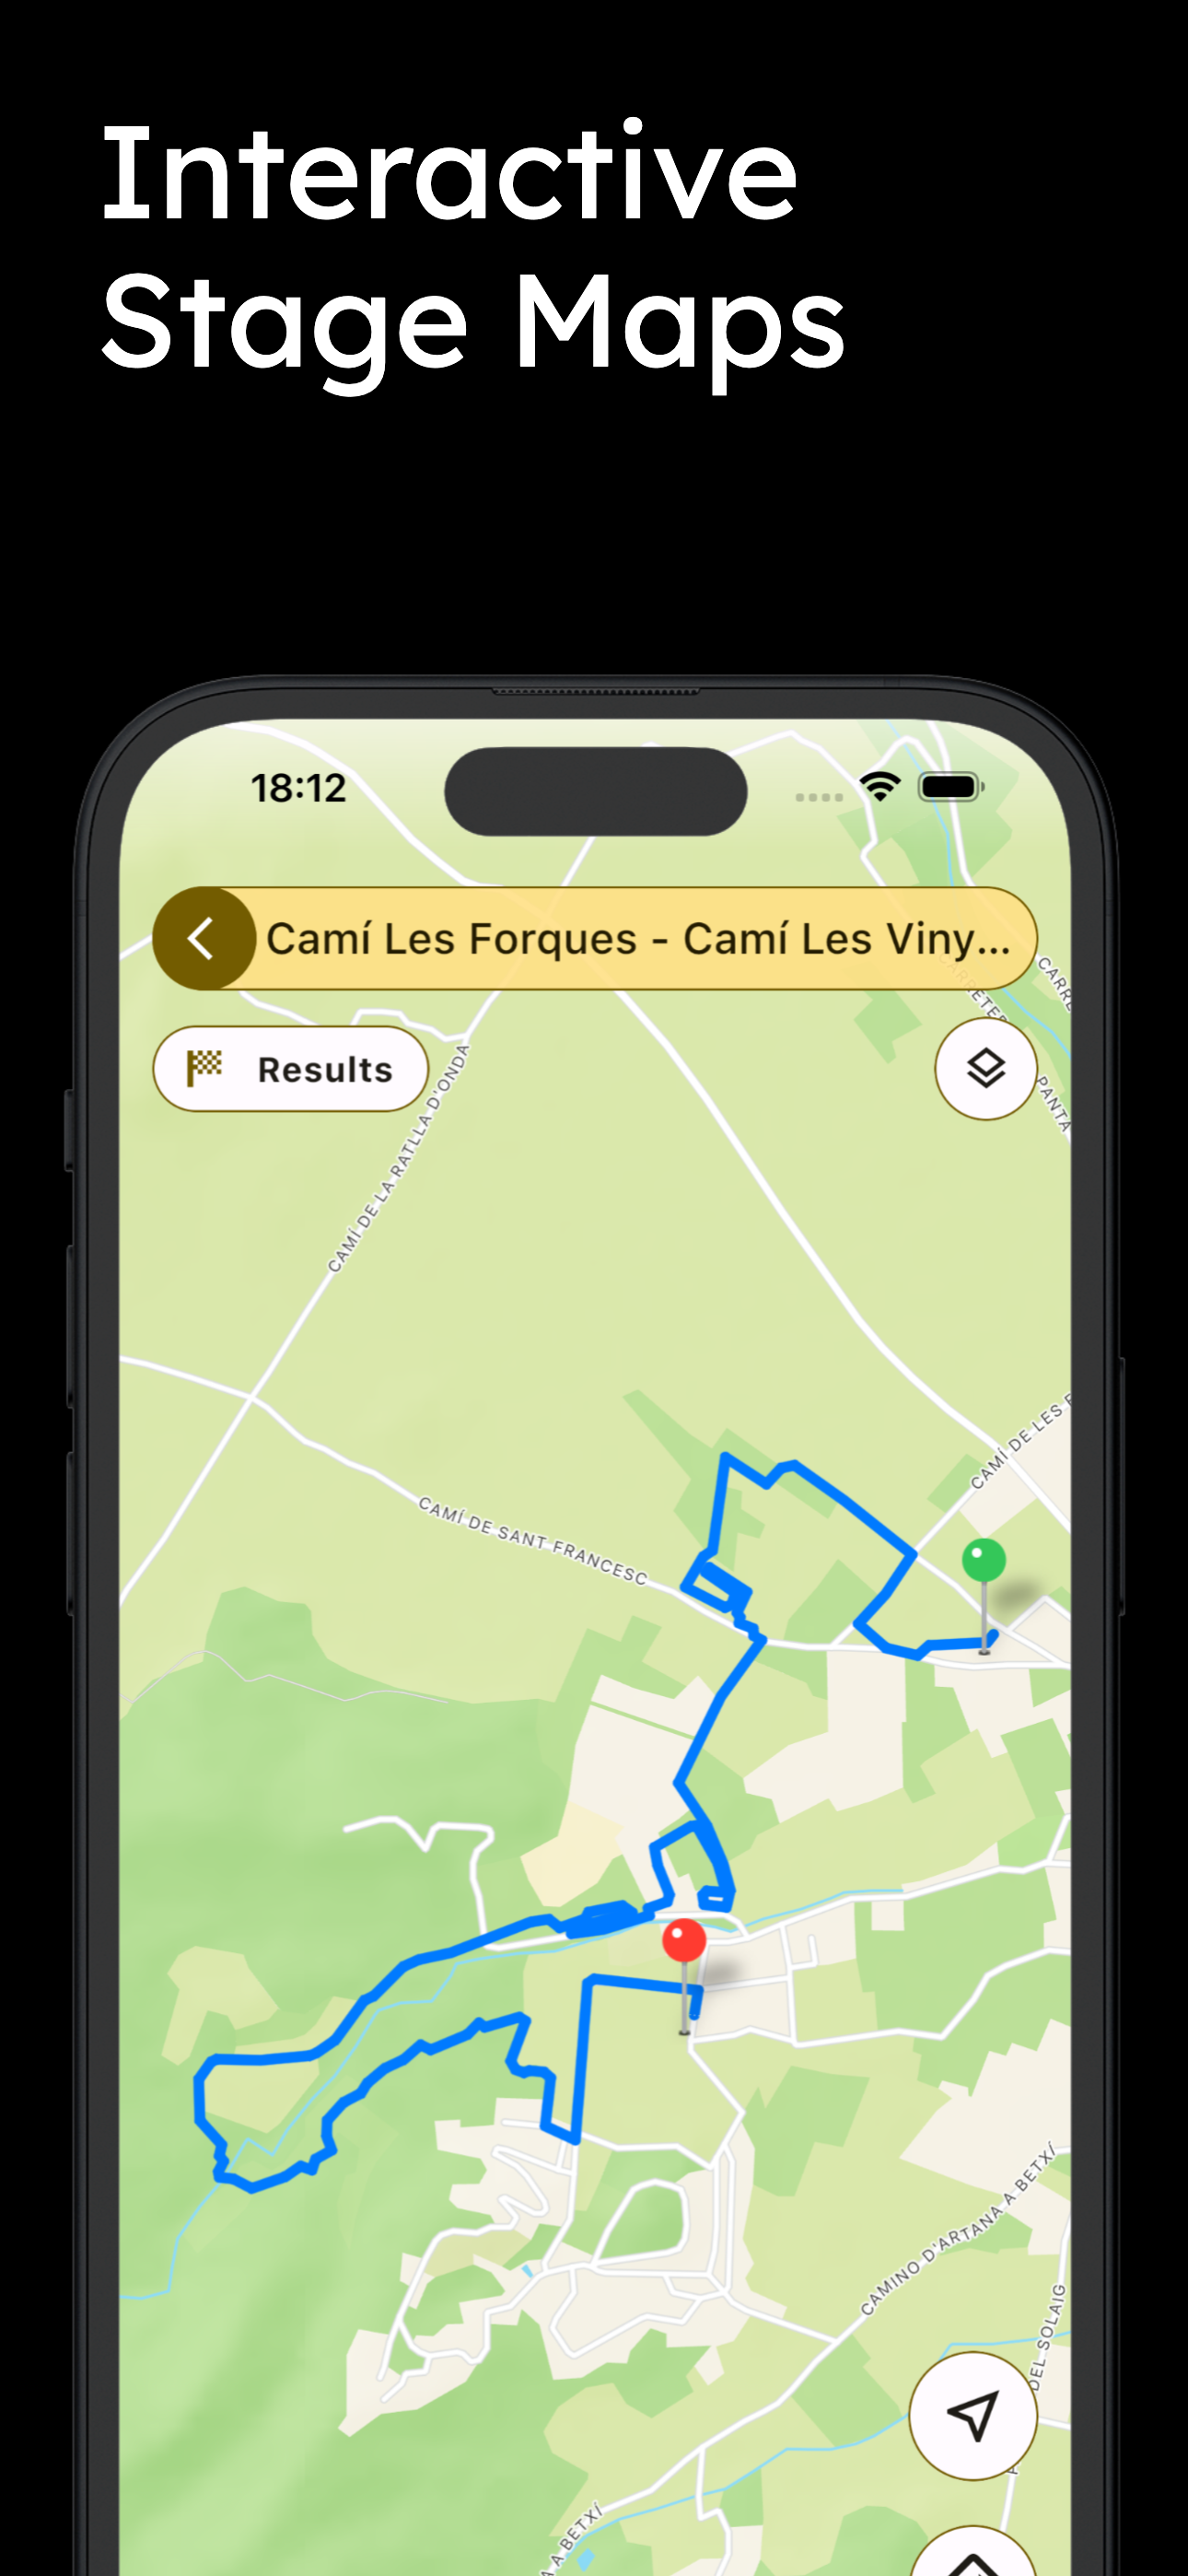 Interactive
Stage Maps
18:12
Camí Les Forques - Camí Les Viny...
CARRE
Results
PANTA
CAMÍ DE LA RATLLA D'ONDA
CAMÍ DE LES
CAMÍ DE SANT FRANCESC
CAMINO D'ARTANA A BETXÍ
DEL SOLAIG
A BETXÍ